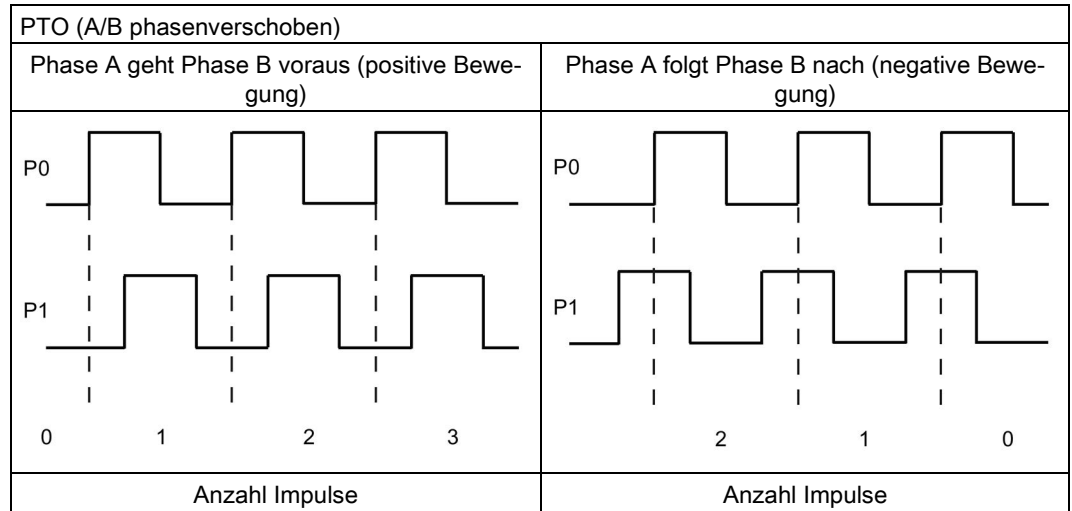 PTO (A/B phasenverschoben)
Phase A geht Phase B voraus (positive Bewe-
gung)
Phase A folgt Phase B nach (negative Bewe-
gung)
P0
P1
0 1 2 3
P0
P1
2 1 0
Anzahl Impulse
Anzahl Impulse